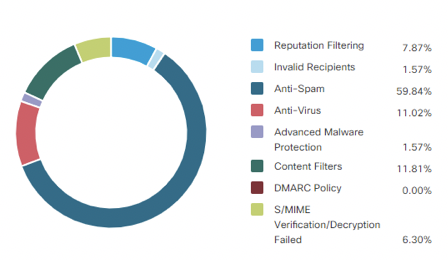 Reputation Filtering 7.87%
Invalid Recipients 1.57%
Anti-Spam 59.84%
Anti-Virus 11.02%
Advanced Malware
Protection 1.57%
Content Filters 11.81%
DMARC Policy 0.00%
S/MIME
Verification/Decryption
Failed 6.30%